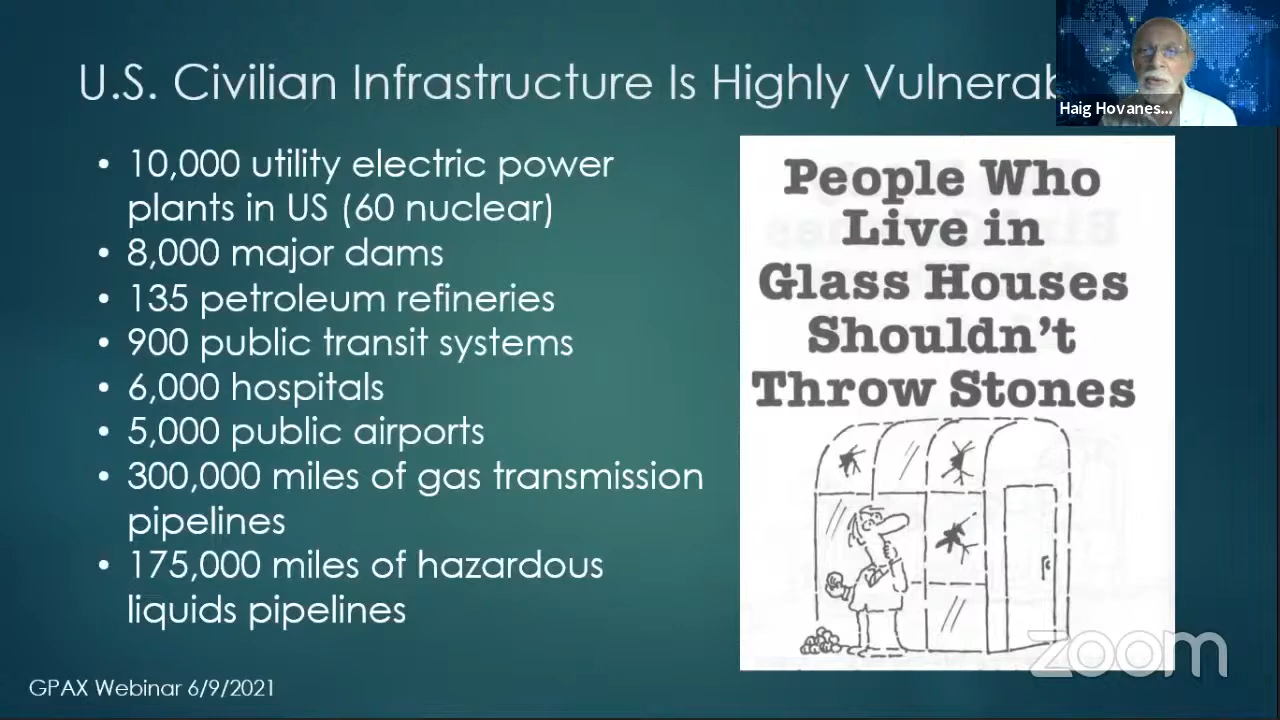 U.S. Civilian Infrastructure Is Highly Vulnerab
Haig Hovanes...
• 10,000 utility electric power
plants in US (60 nuclear)
• 8,000 major dams
• 135 petroleum refineries
• 900 public transit systems
• 6,000 hospitals
• 5,000 public airports
• 300,000 miles of gas transmission
pipelines
• 175,000 miles of hazardous
liquids pipelines
People Who
Live in
Glass Houses
Shouldn't
Throw Stones
zoom
GPAX Webinar 6/9/2021